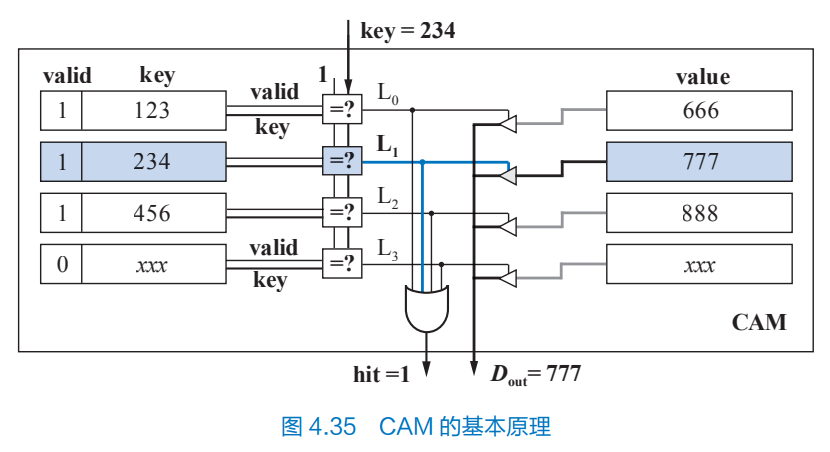 key = 234
valid key 1 value
1 123 valid =? L0 666
key
1 234 =? L1 777
1 456 =? L2 888
valid
0 xxx =? L3 xxx
key
CAM
hit =1 Dout= 777
图 4.35 CAM 的基本原理